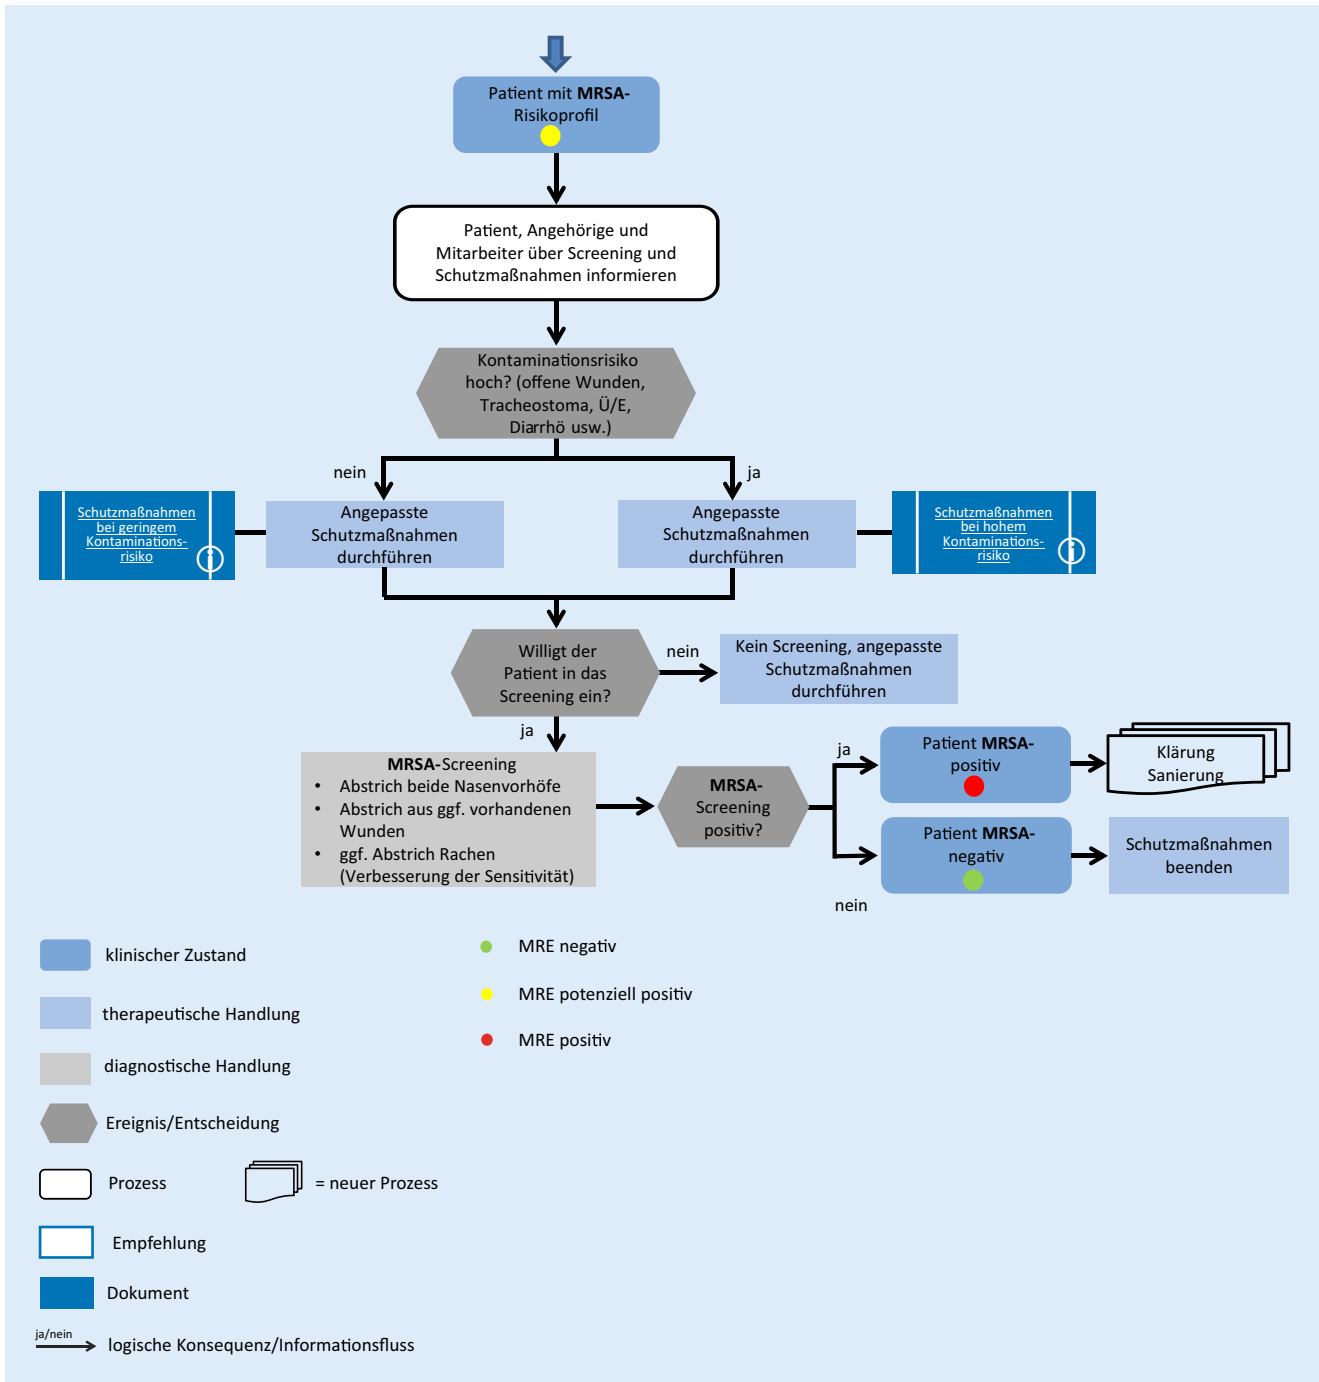 Patient mit MRSA-
Risikoprofil
Patient, Angehörige und
Mitarbeiter über Screening und
Schutzmaßnahmen informieren
Kontaminationsrisiko
hoch? (offene Wunden,
Tracheostoma, Ü/E,
Diarrhö usw.)
nein
ja
Schutzmaßnahmen
bei geringem
Kontaminations-
risiko
Angepasste
Schutzmaßnahmen
durchführen
Angepasste
Schutzmaßnahmen
durchführen
Schutzmaßnahmen
bei hohem
Kontaminations-
risiko
Willigt der
Patient in das
Screening ein?
nein
Kein Screening, angepasste
Schutzmaßnahmen
durchführen
ja
MRSA-Screening
• Abstrich beide Nasenvorhöfe
• Abstrich aus ggf. vorhandenen
Wunden
• ggf. Abstrich Rachen
(Verbesserung der Sensitivität)
MRSA-
Screening
positiv?
ja
Patient MRSA-
positiv
Klärung
Sanierung
nein
Patient MRSA-
negativ
Schutzmaßnahmen
beenden
klinischer Zustand
therapeutische Handlung
diagnostische Handlung
Ereignis/Entscheidung
Prozess
= neuer Prozess
Empfehlung
Dokument
ja/nein
logische Konsequenz/Informationsfluss
MRE negativ
MRE potenziell positiv
MRE positiv